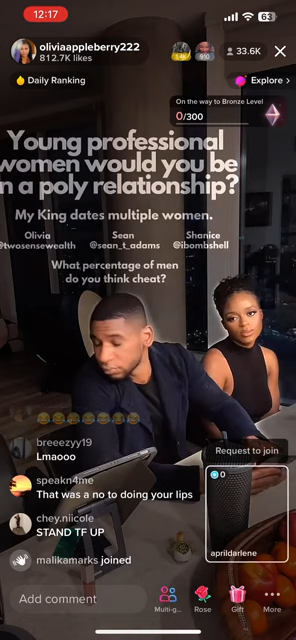 12:17
63
oliviaappleberry222
812.7K likes
14K
950
33.6K
Daily Ranking
Explore >
On the way to Bronze Level
0/300
Young professional
women would you be
n a poly relationship?
My King dates multiple women.
Olivia Sean Shanice
@twosensewealth @sean_t_adams @ibombshell
What percentage of men
do you think cheat?
breeezyy19
Lmaooo
speakn4me
That was a no to doing your lips
chey.niicole
STAND TF UP
malikamarks joined
Request to join
0
aprildarlene
Add comment
Multi-g...
Rose
Gift
More